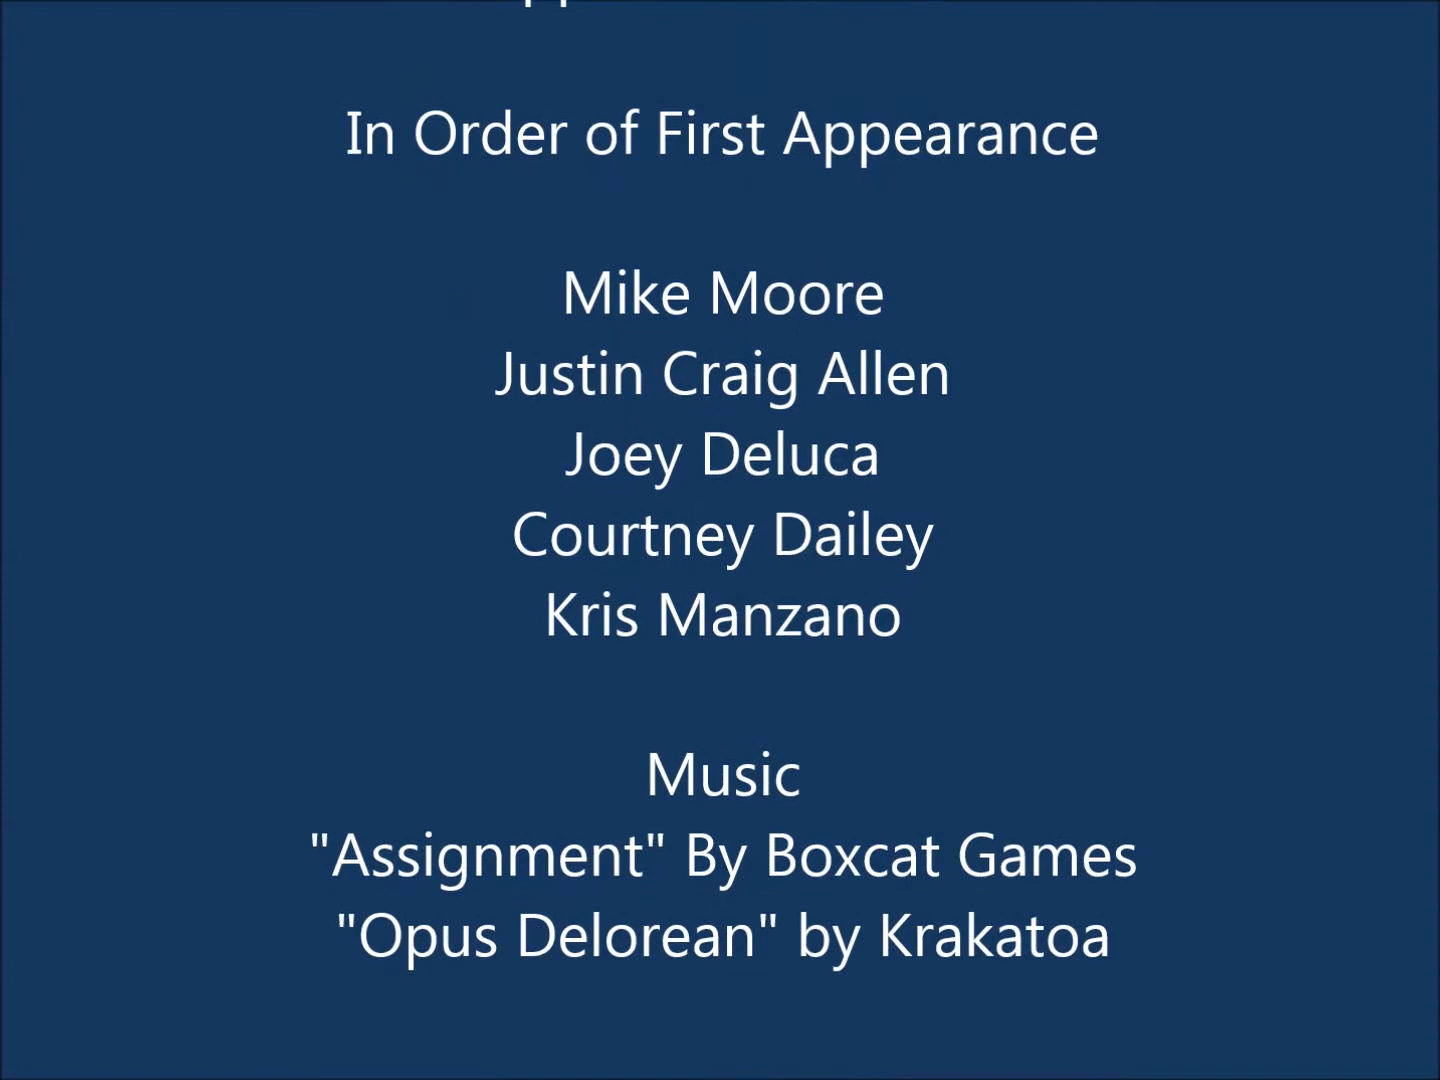 In Order of First Appearance
Mike Moore
Justin Craig Allen
Joey Deluca
Courtney Dailey
Kris Manzano
Music
"Assignment" By Boxcat Games
"Opus Delorean" by Krakatoa